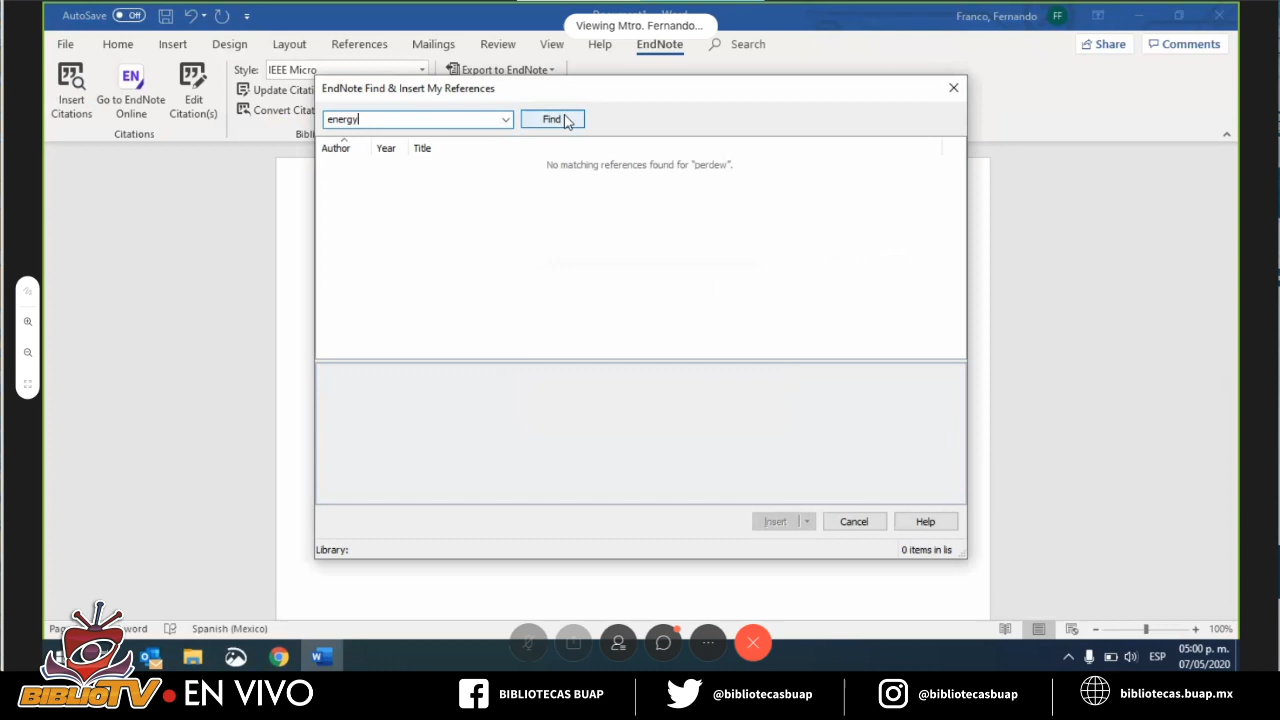 AutoSave Off
Viewing Mtro. Fernando...
Franco, Fernando FF
File Home Insert Design Layout References Mailings Review View Help EndNote Search
Share Comments
Insert Citations
EN
Go to EndNote Online
Edit Citation(s)
Style: IEEE Micro
Export to EndNote
Update Citati
Convert Citat
Citations
Bibl
EndNote Find & Insert My References
energy
Find
Author Year Title
No matching references found for "perdew".
Insert
Cancel
Help
Library:
0 items in lis
Pag
word
Spanish (Mexico)
100%
ESP
05:00 p. m.
07/05/2020
BIBLIOTV
EN VIVO
BIBLIOTECAS BUAP
@bibliotecasbuap
@bibliotecasbuap
bibliotecas.buap.mx